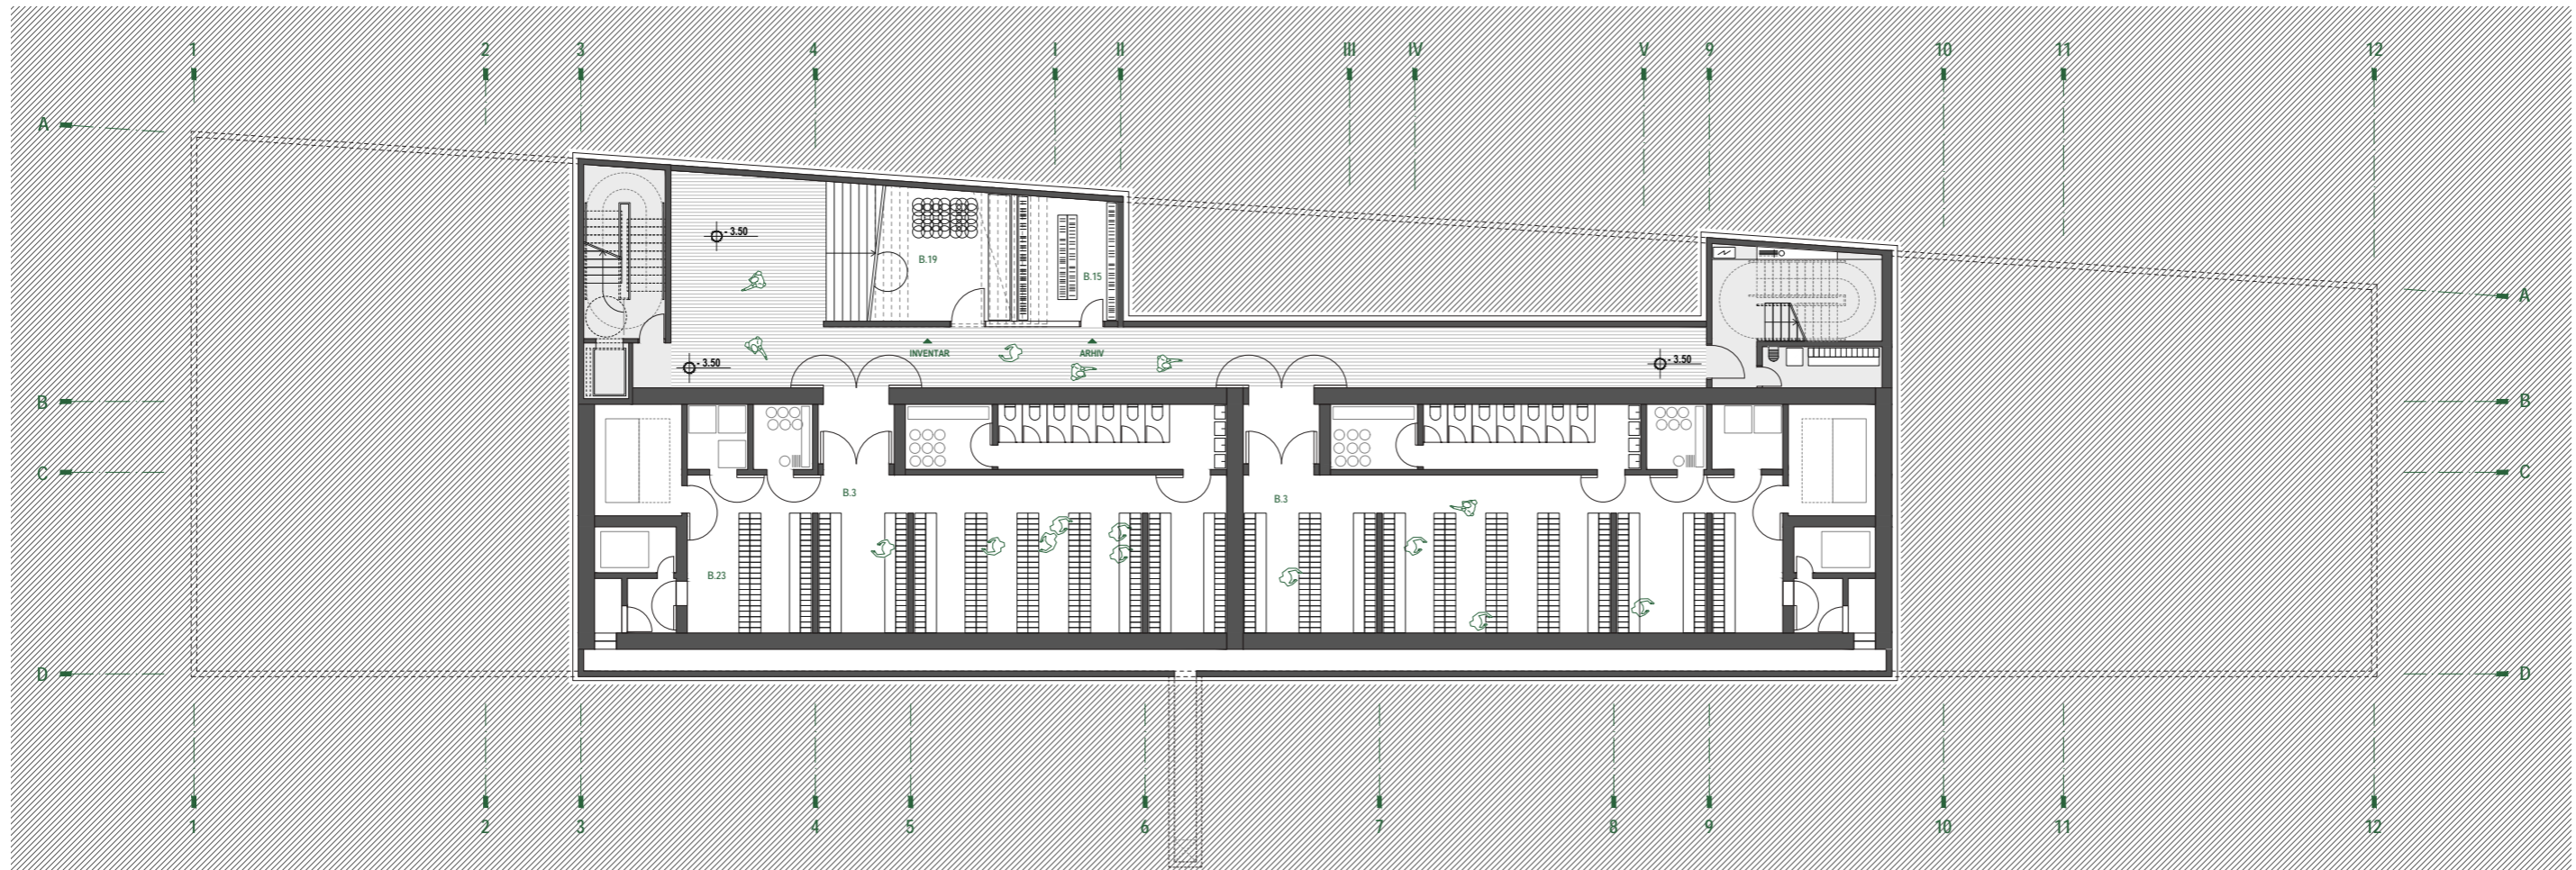 1 2 3 4 I II III IV V 9 10 11 12
A
- 3.50
B.19
B.15
A
INVENTAR ARHIV
- 3.50
- 3.50
B B
C C
B.3 B.3
B.23
D D
1 2 3 4 5 6 7 8 9 10 11 12